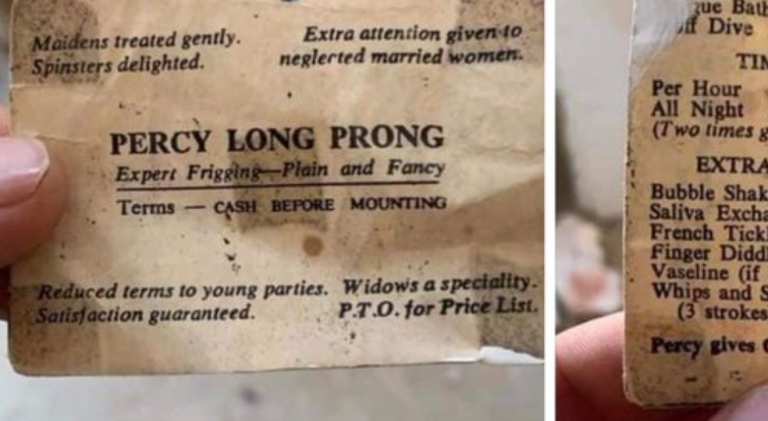 Maidens treated gently. Extra attention given to
Spinsters delighted. neglected married women.
PERCY LONG PRONG
Expert Frigging—Plain and Fancy
Terms — CASH BEFORE MOUNTING
Reduced terms to young parties. Widows a speciality.
Satisfaction guaranteed. P.T.O. for Price List.
Dive
Per Hour
All Night
(Two times
EXTRA
Bubble
Saliva
French
Finger
Vaseline (if
Whips and
(3 strokes
Percy gives